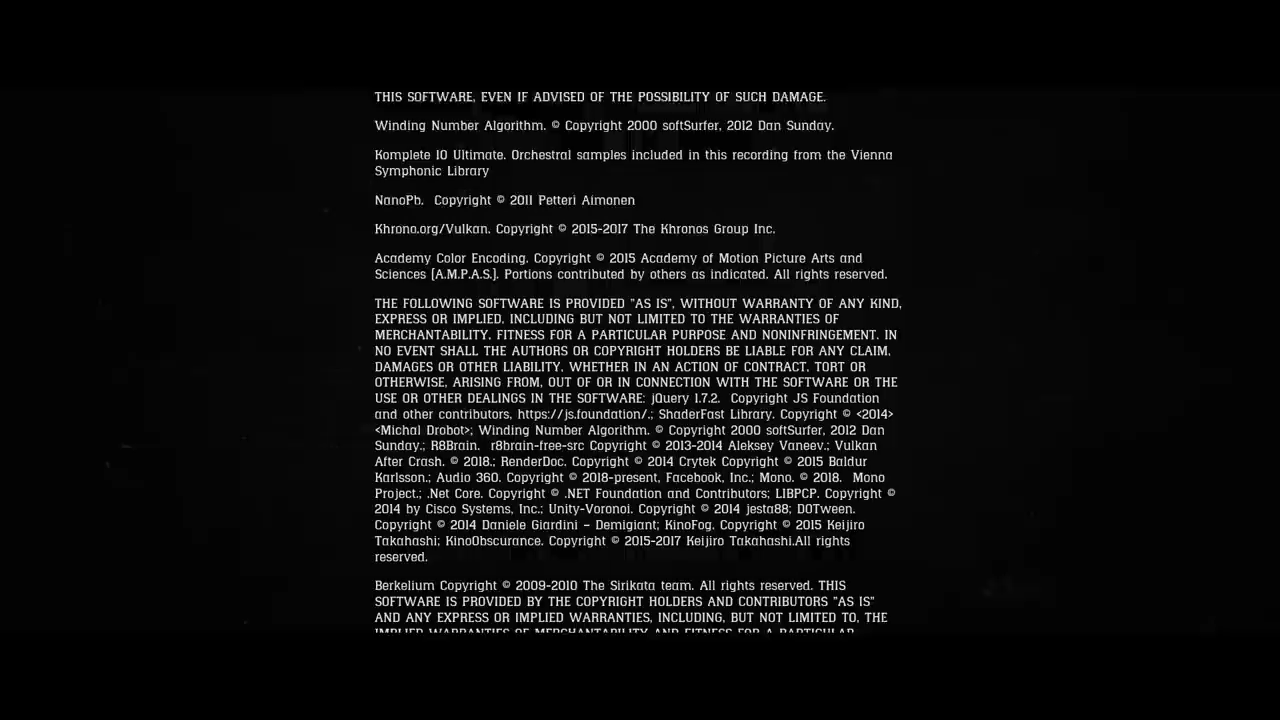 THIS SOFTWARE, EVEN IF ADVISED OF THE POSSIBILITY OF SUCH DAMAGE.
Winding Number Algorithm. © Copyright 2000 softSurfer, 2012 Dan Sunday.
Komplete 10 Ultimate. Orchestral samples included in this recording from the Vienna
Symphonic Library
NanoPb.  Copyright © 2011 Petteri Aimonen
Khrono.org/Vulkan. Copyright © 2015-2017 The Khronos Group Inc.
Academy Color Encoding. Copyright © 2015 Academy of Motion Picture Arts and
Sciences (A.M.P.A.S.). Portions contributed by others as indicated. All rights reserved.
THE FOLLOWING SOFTWARE IS PROVIDED "AS IS", WITHOUT WARRANTY OF ANY KIND,
EXPRESS OR IMPLIED, INCLUDING BUT NOT LIMITED TO THE WARRANTIES OF
MERCHANTABILITY, FITNESS FOR A PARTICULAR PURPOSE AND NONINFRINGEMENT. IN
NO EVENT SHALL THE AUTHORS OR COPYRIGHT HOLDERS BE LIABLE FOR ANY CLAIM,
DAMAGES OR OTHER LIABILITY, WHETHER IN AN ACTION OF CONTRACT, TORT OR
OTHERWISE, ARISING FROM, OUT OF OR IN CONNECTION WITH THE SOFTWARE OR THE
USE OR OTHER DEALINGS IN THE SOFTWARE: jQuery 1.7.2.  Copyright JS Foundation
and other contributors, https://js.foundation/.; ShaderFast Library. Copyright © <2014>
<Michal Drobot>; Winding Number Algorithm. © Copyright 2000 softSurfer, 2012 Dan
Sunday.; R8Brain.  r8brain-free-src Copyright © 2013-2014 Aleksey Vaneev.; Vulkan
After Crash. © 2018.; RenderDoc. Copyright © 2014 Crytek Copyright © 2015 Baldur
Karlsson.; Audio 360. Copyright © 2018-present, Facebook, Inc.; Mono. © 2018.  Mono
Project.; .Net Core. Copyright © .NET Foundation and Contributors; LIBPCP. Copyright ©
2014 by Cisco Systems, Inc.; Unity-Voronoi. Copyright © 2014 jesta88; DOTween.
Copyright © 2014 Daniele Giardini – Demigiant; KinoFog. Copyright © 2015 Keijiro
Takahashi; KinoObscurance. Copyright © 2015-2017 Keijiro Takahashi.All rights
reserved.
Berkelium Copyright © 2009-2010 The Sirikata team. All rights reserved. THIS
SOFTWARE IS PROVIDED BY THE COPYRIGHT HOLDERS AND CONTRIBUTORS "AS IS"
AND ANY EXPRESS OR IMPLIED WARRANTIES, INCLUDING, BUT NOT LIMITED TO, THE
IMPLIED WARRANTIES OF MERCHANTABILITY AND FITNESS FOR A PARTICULAR